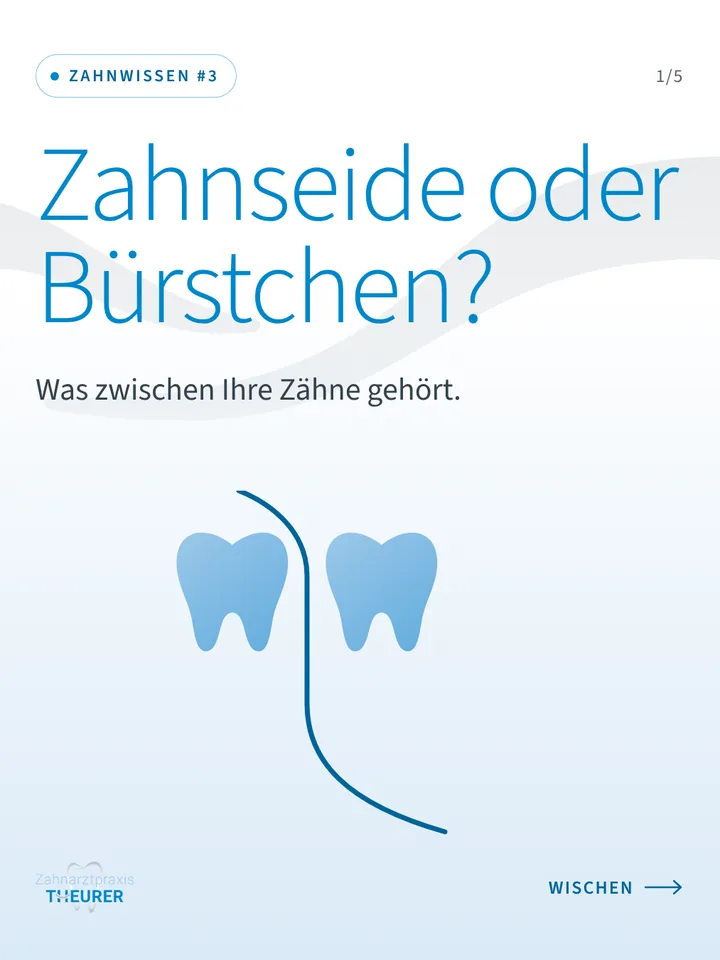 ZAHNWISSEN #3
1/5
Zahnseide oder
Bürstchen?
Was zwischen Ihre Zähne gehört.
Zahnarztpraxis
THEURER
WISCHEN